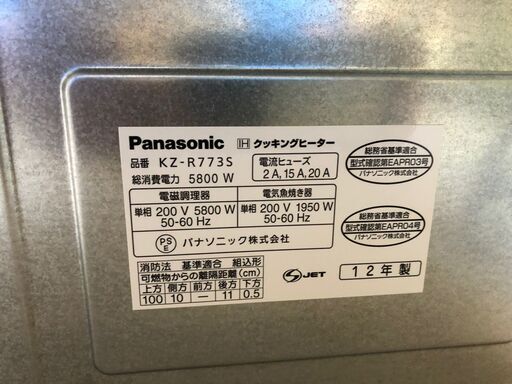 Panasonic IH クッキングヒーター
品番 KZ-R773S
総消費電力 5800 W
電流ヒューズ
2 A, 15 A, 20 A
総務省基準適合
型式確認第EAPR03号
パナソニック株式会社
電磁調理器
単相 200 V 5800 W
50-60 Hz
電気魚焼き器
単相 200 V 1950 W
50-60 Hz
総務省基準適合
型式確認第EAPR04号
パナソニック株式会社
PS
E
パナソニック株式会社
消防法 基準適合 組込形
可燃物からの離隔距離(cm)
上方 側方 前方 後方 下方
100 10 — 11 0.5
JET
12年製